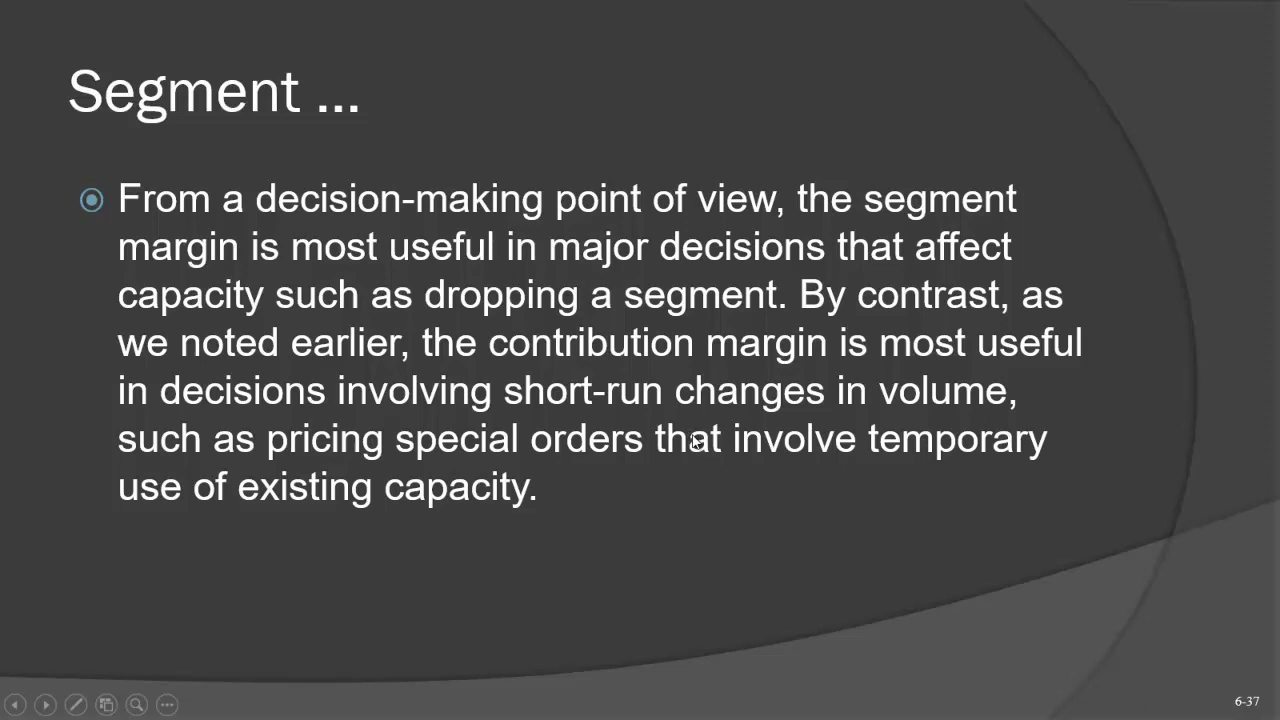 Segment ...
From a decision-making point of view, the segment
margin is most useful in major decisions that affect
capacity such as dropping a segment. By contrast, as
we noted earlier, the contribution margin is most useful
in decisions involving short-run changes in volume,
such as pricing special orders that involve temporary
use of existing capacity.
6-37